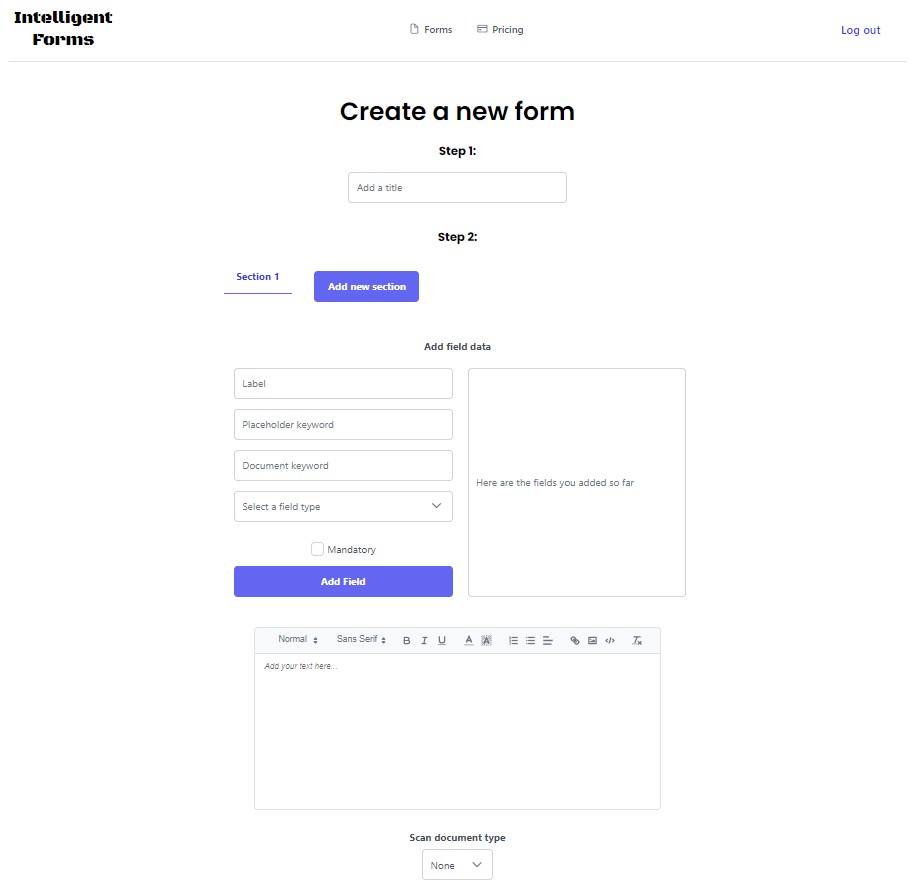 Intelligent
Forms
Forms
Pricing
Log out
Create a new form
Step 1:
Add a title
Step 2:
Section 1
Add new section
Add field data
Label
Placeholder keyword
Document keyword
Select a field type
Mandatory
Add Field
Here are the fields you added so far
Normal
Sans Serif
B I U A A </> Tx
Add your text here...
Scan document type
None